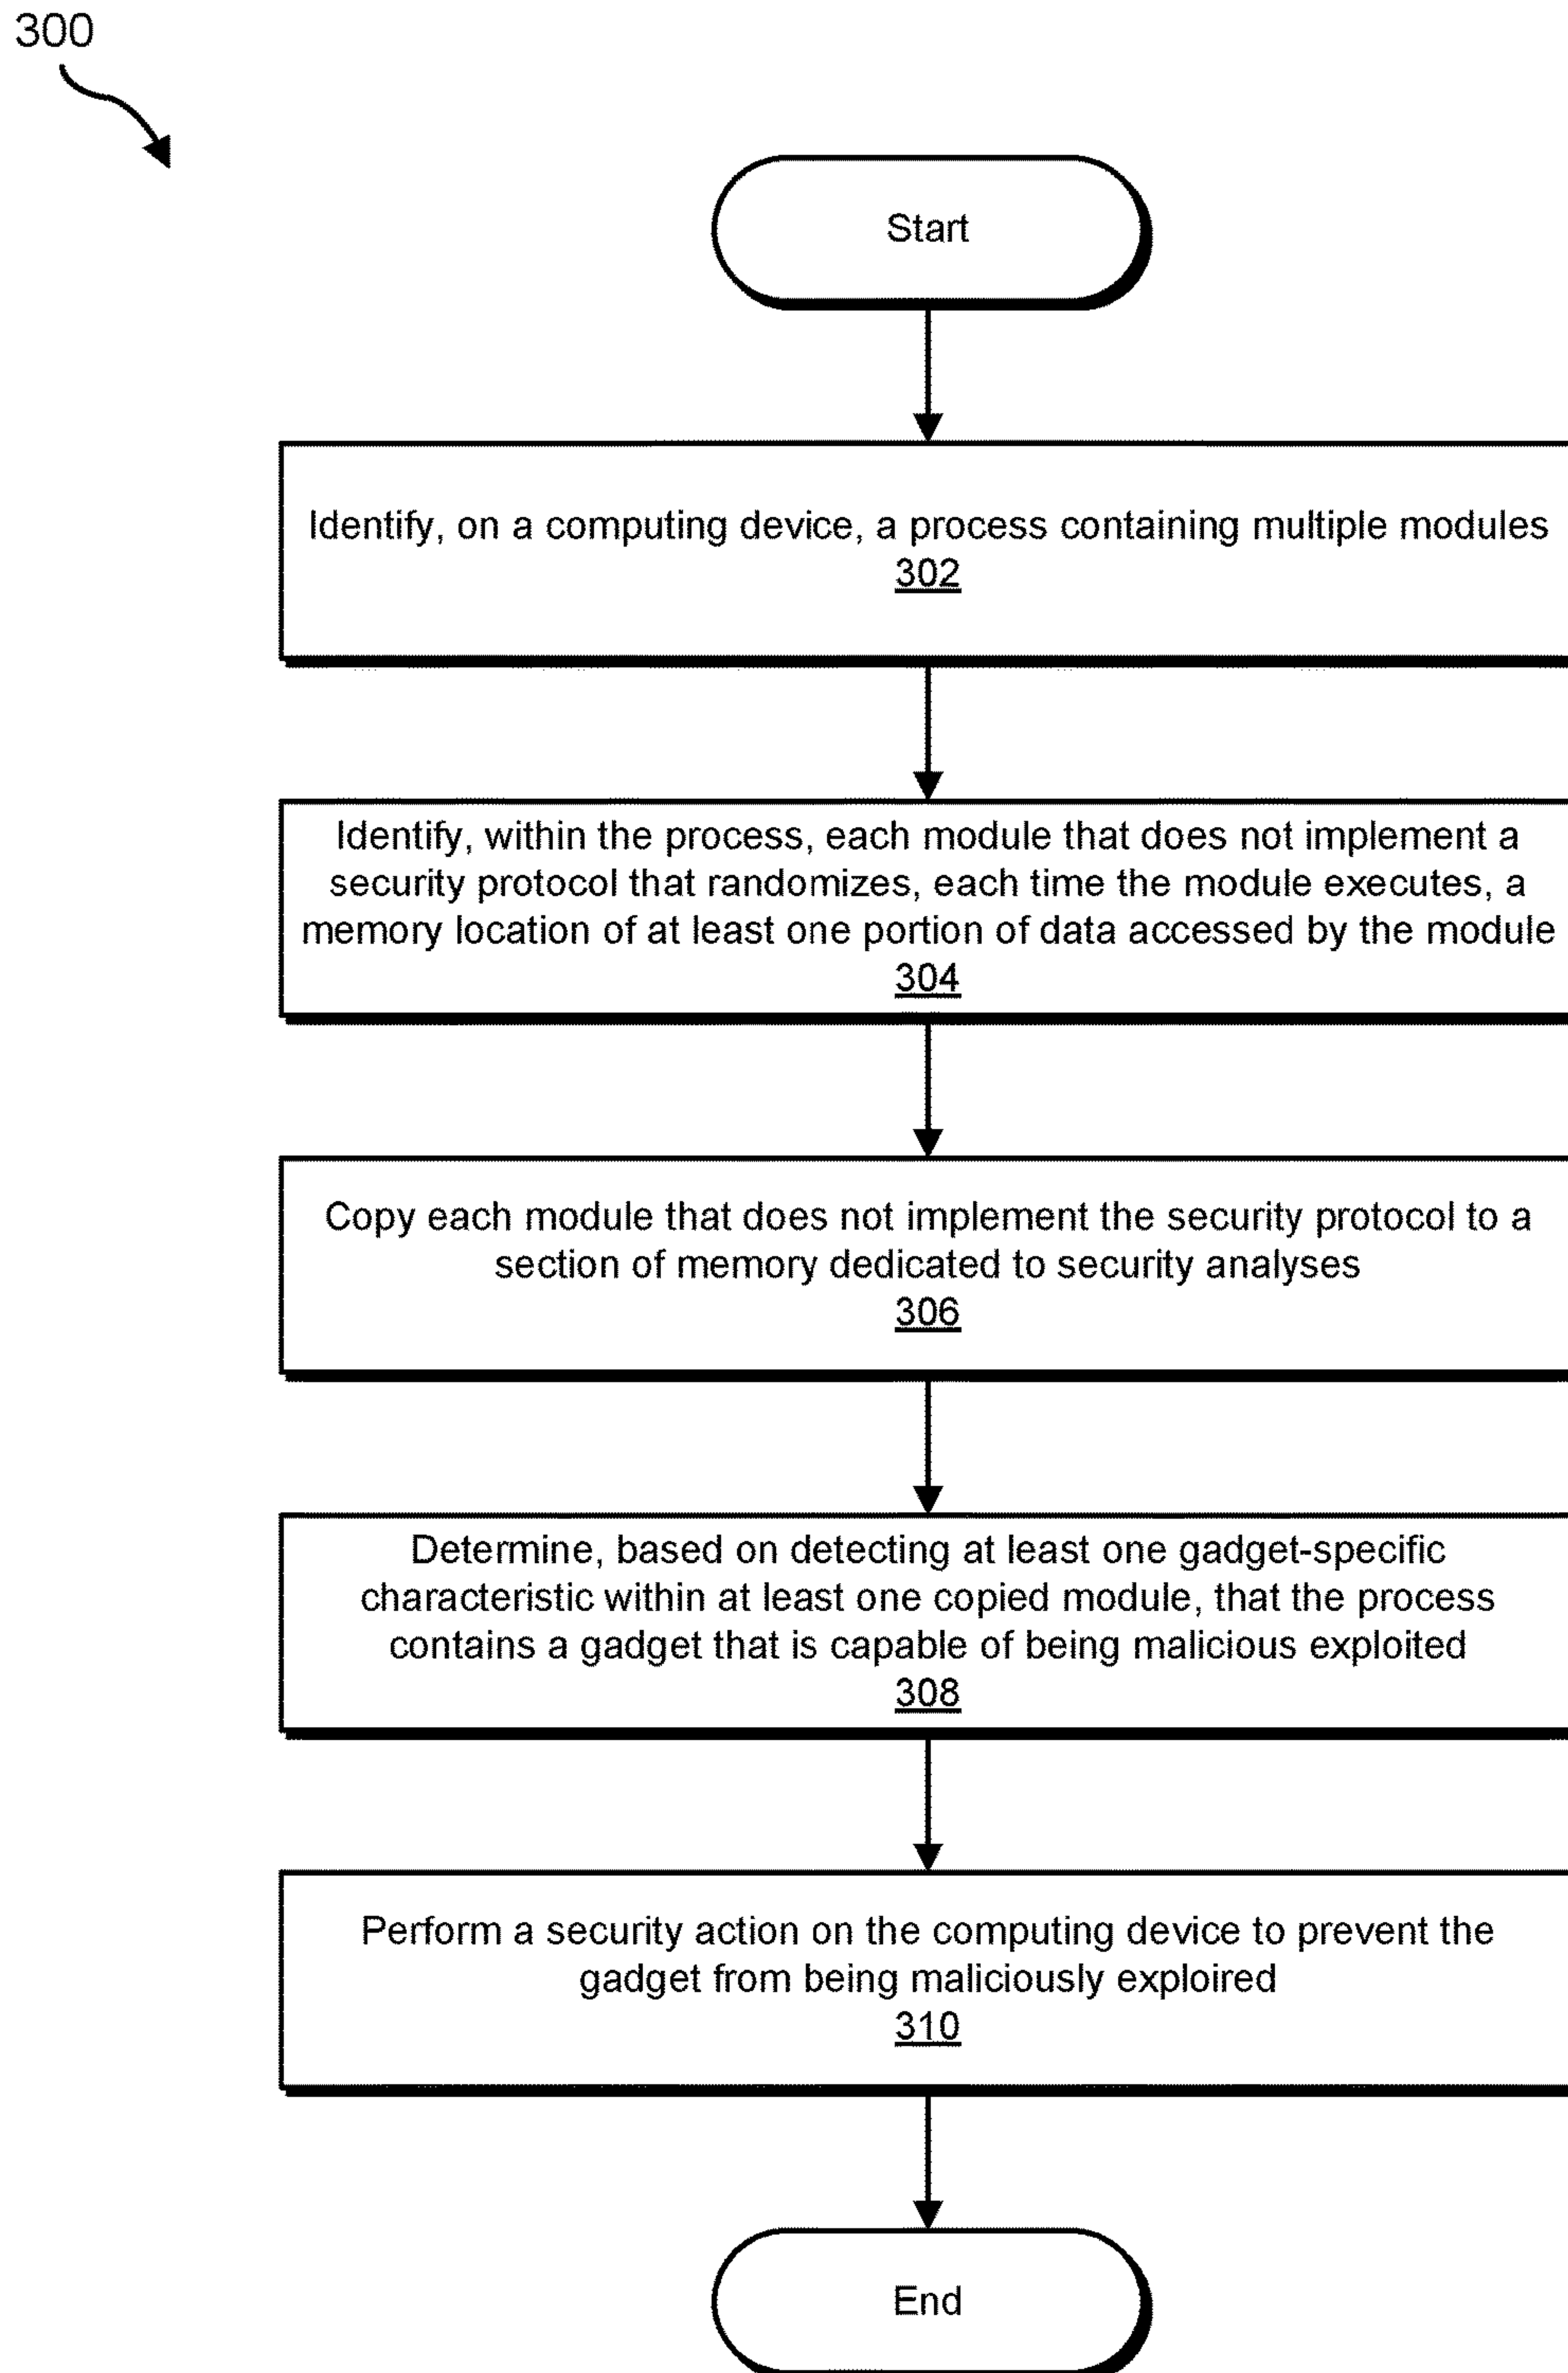 300
Start
Identify, on a computing device, a process containing multiple modules
302
Identify, within the process, each module that does not implement a
security protocol that randomizes, each time the module executes, a
memory location of at least one portion of data accessed by the module
304
Copy each module that does not implement the security protocol to a
section of memory dedicated to security analyses
306
Determine, based on detecting at least one gadget-specific
characteristic within at least one copied module, that the process
contains a gadget that is capable of being malicious exploited
308
Perform a security action on the computing device to prevent the
gadget from being maliciously exploired
310
End